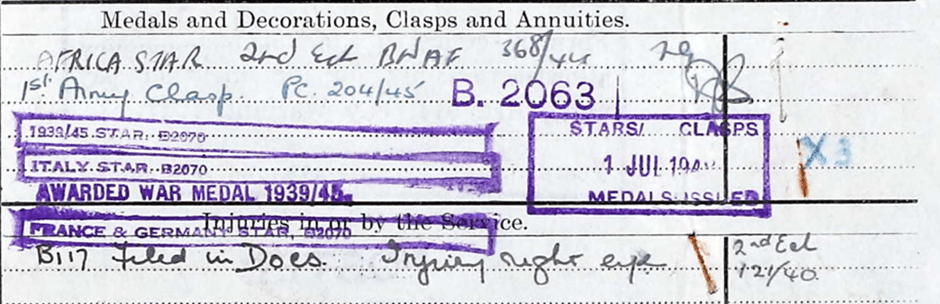 Medals and Decorations, Clasps and Annuities.
AFRICA STAR 2nd Ech BNAF 368/44
1st Army Clasp. PC. 204/45 B. 2063
1939/45 STAR. B2070
STARS/ CLASPS
ITALY STAR. B2070
1 JUL
X3
AWARDED WAR MEDAL 1939/45.
MEDALS ISSUED
Injuries in or by the Service.
FRANCE & GERMANY STAR, B2070
B117 filed in Docs. Injury right eye
2nd Ech
121/40